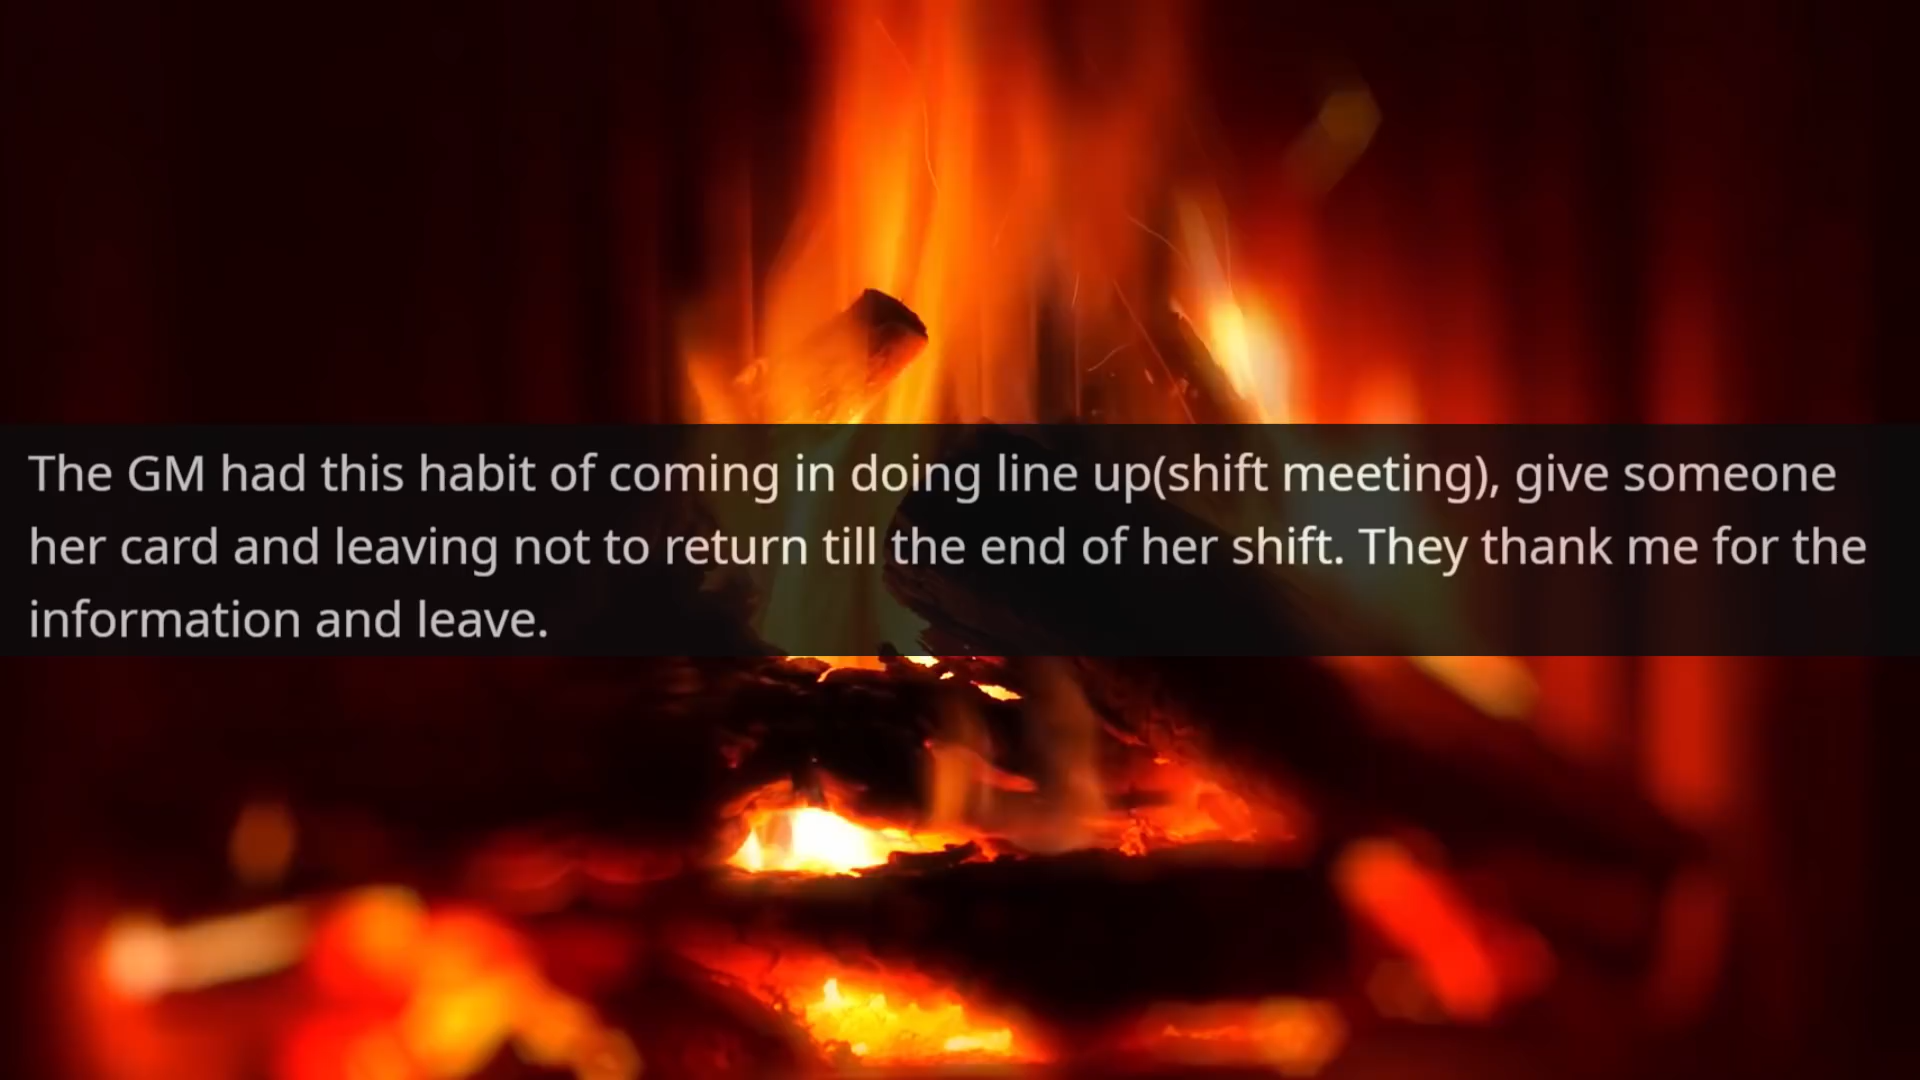 The GM had this habit of coming in doing line up(shift meeting), give someone
her card and leaving not to return till the end of her shift. They thank me for the
information and leave.